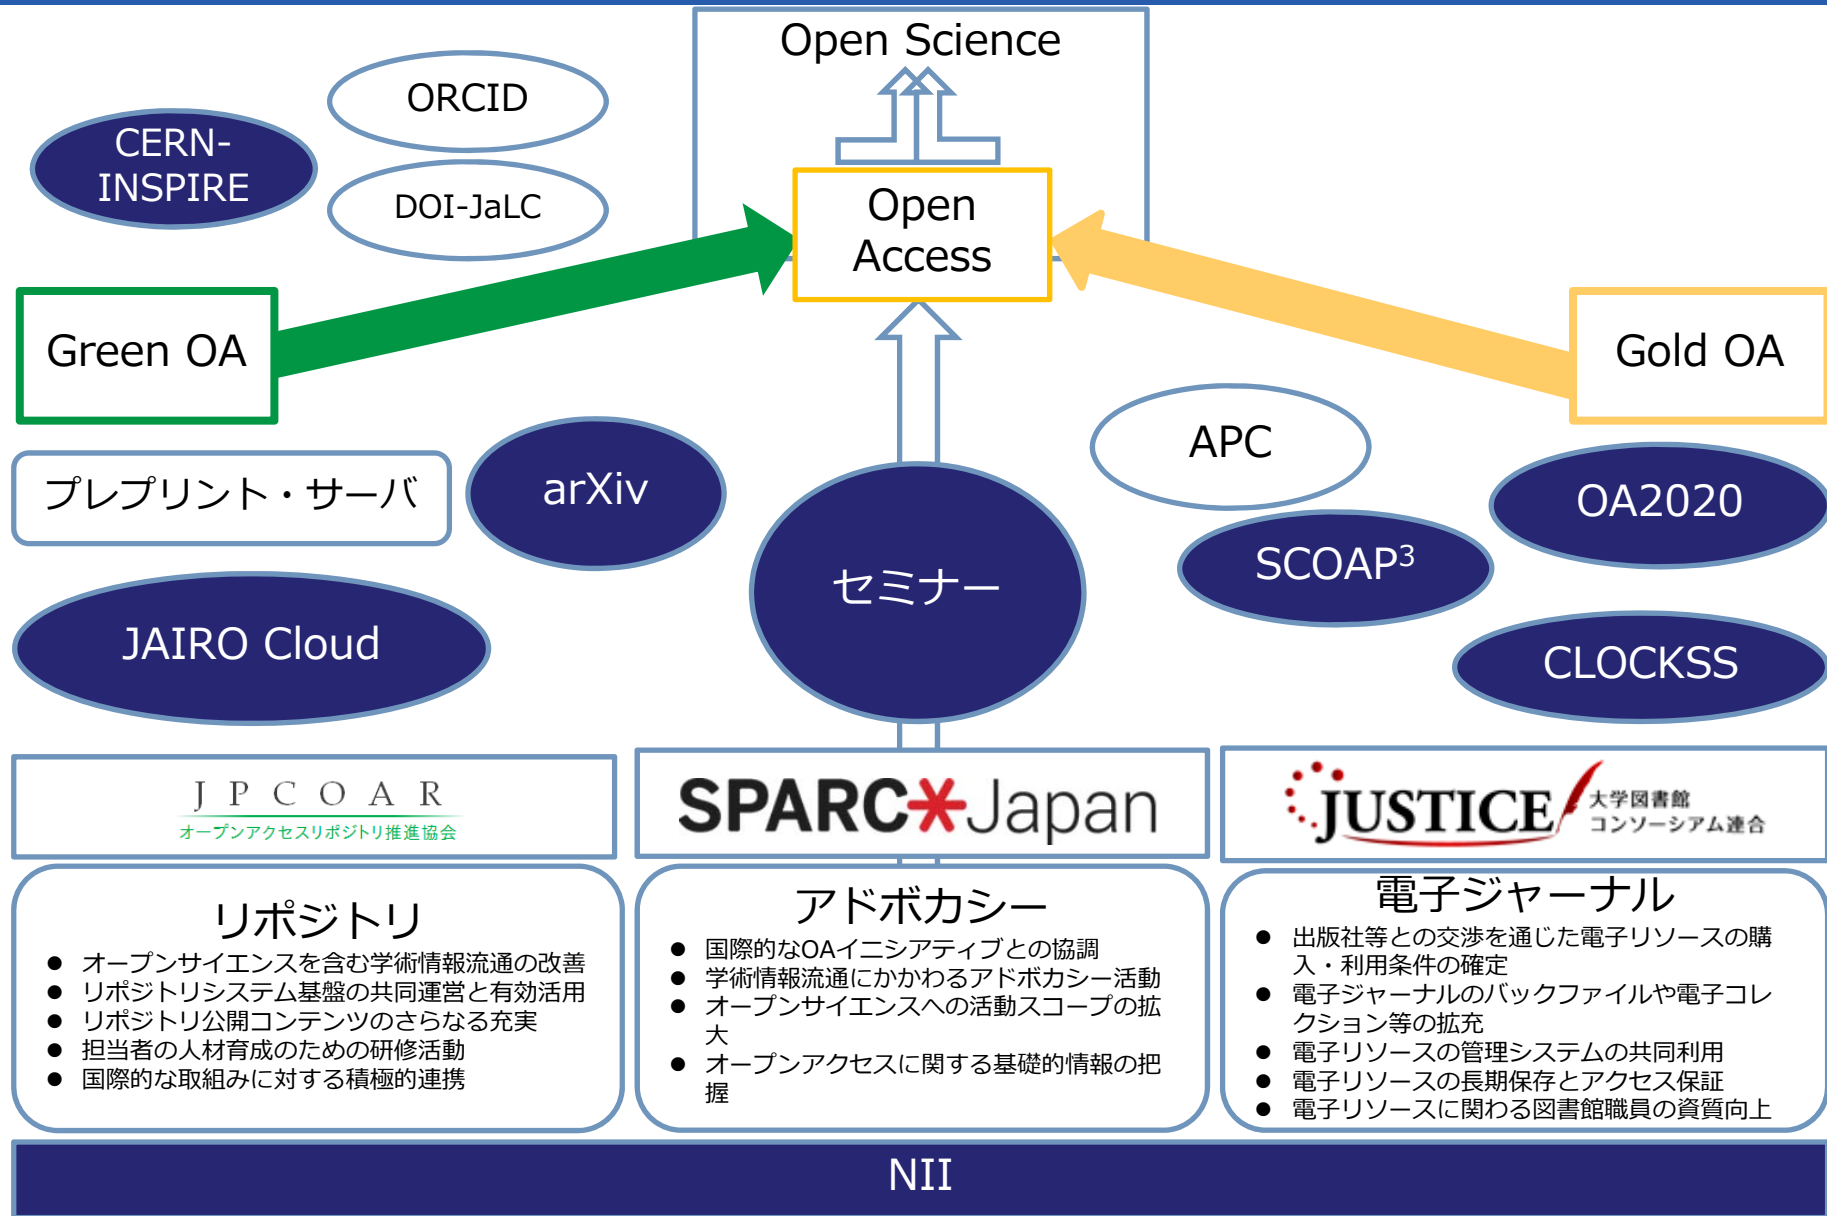 Open Science
ORCID
CERN-
INSPIRE
DOI-JaLC
Open
Access
Green OA
Gold OA
プレプリント・サーバ
arXiv
APC
OA2020
SCOAP³
セミナー
JAIRO Cloud
CLOCKSS
JPCOAR
オープンアクセスリポジトリ推進協会
SPARC*Japan
JUSTICE
大学図書館
コンソーシアム連合
リポジトリ
● オープンサイエンスを含む学術情報流通の改善
● リポジトリシステム基盤の共同運営と有効活用
● リポジトリ公開コンテンツのさらなる充実
● 担当者の人材育成のための研修活動
● 国際的な取組みに対する積極的連携
アドボカシー
● 国際的なOAイニシアティブとの協調
● 学術情報流通にかかわるアドボカシー活動
● オープンサイエンスへの活動スコープの拡
大
● オープンアクセスに関する基礎的情報の把
握
電子ジャーナル
● 出版社等との交渉を通じた電子リソースの購
入・利用条件の確定
● 電子ジャーナルのバックファイルや電子コレ
クション等の拡充
● 電子リソースの管理システムの共同利用
● 電子リソースの長期保存とアクセス保証
● 電子リソースに関わる図書館職員の資質向上
NII